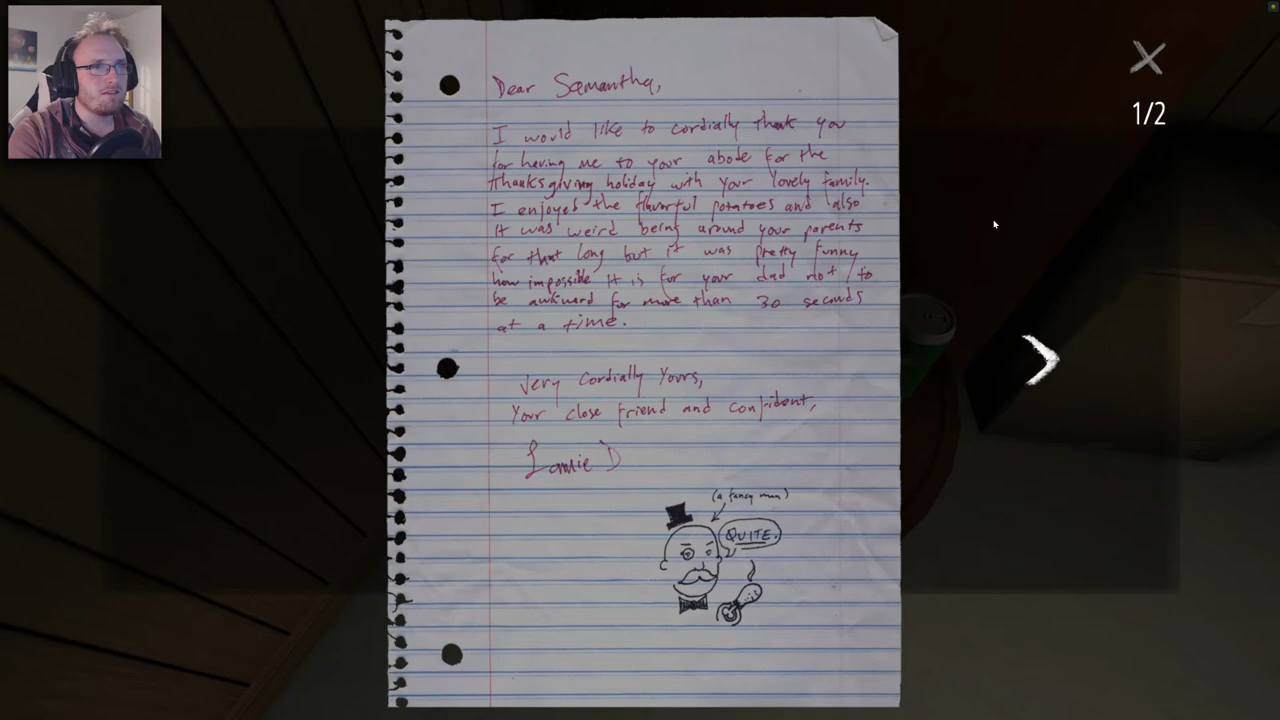 1/2
Dear Samantha,
I would like to cordially thank you
for having me to your abode for the
thanksgiving holiday with your lovely family.
I enjoyed the flavorful potatoes and also
It was weird being around your parents
for that long but it was pretty funny
how impossible It is for your dad not to
be awkward for more than 30 seconds
at a time.
Very Cordially Yours,
Your close friend and confident,
Lonnie D
(a fancy man)
QUITE.